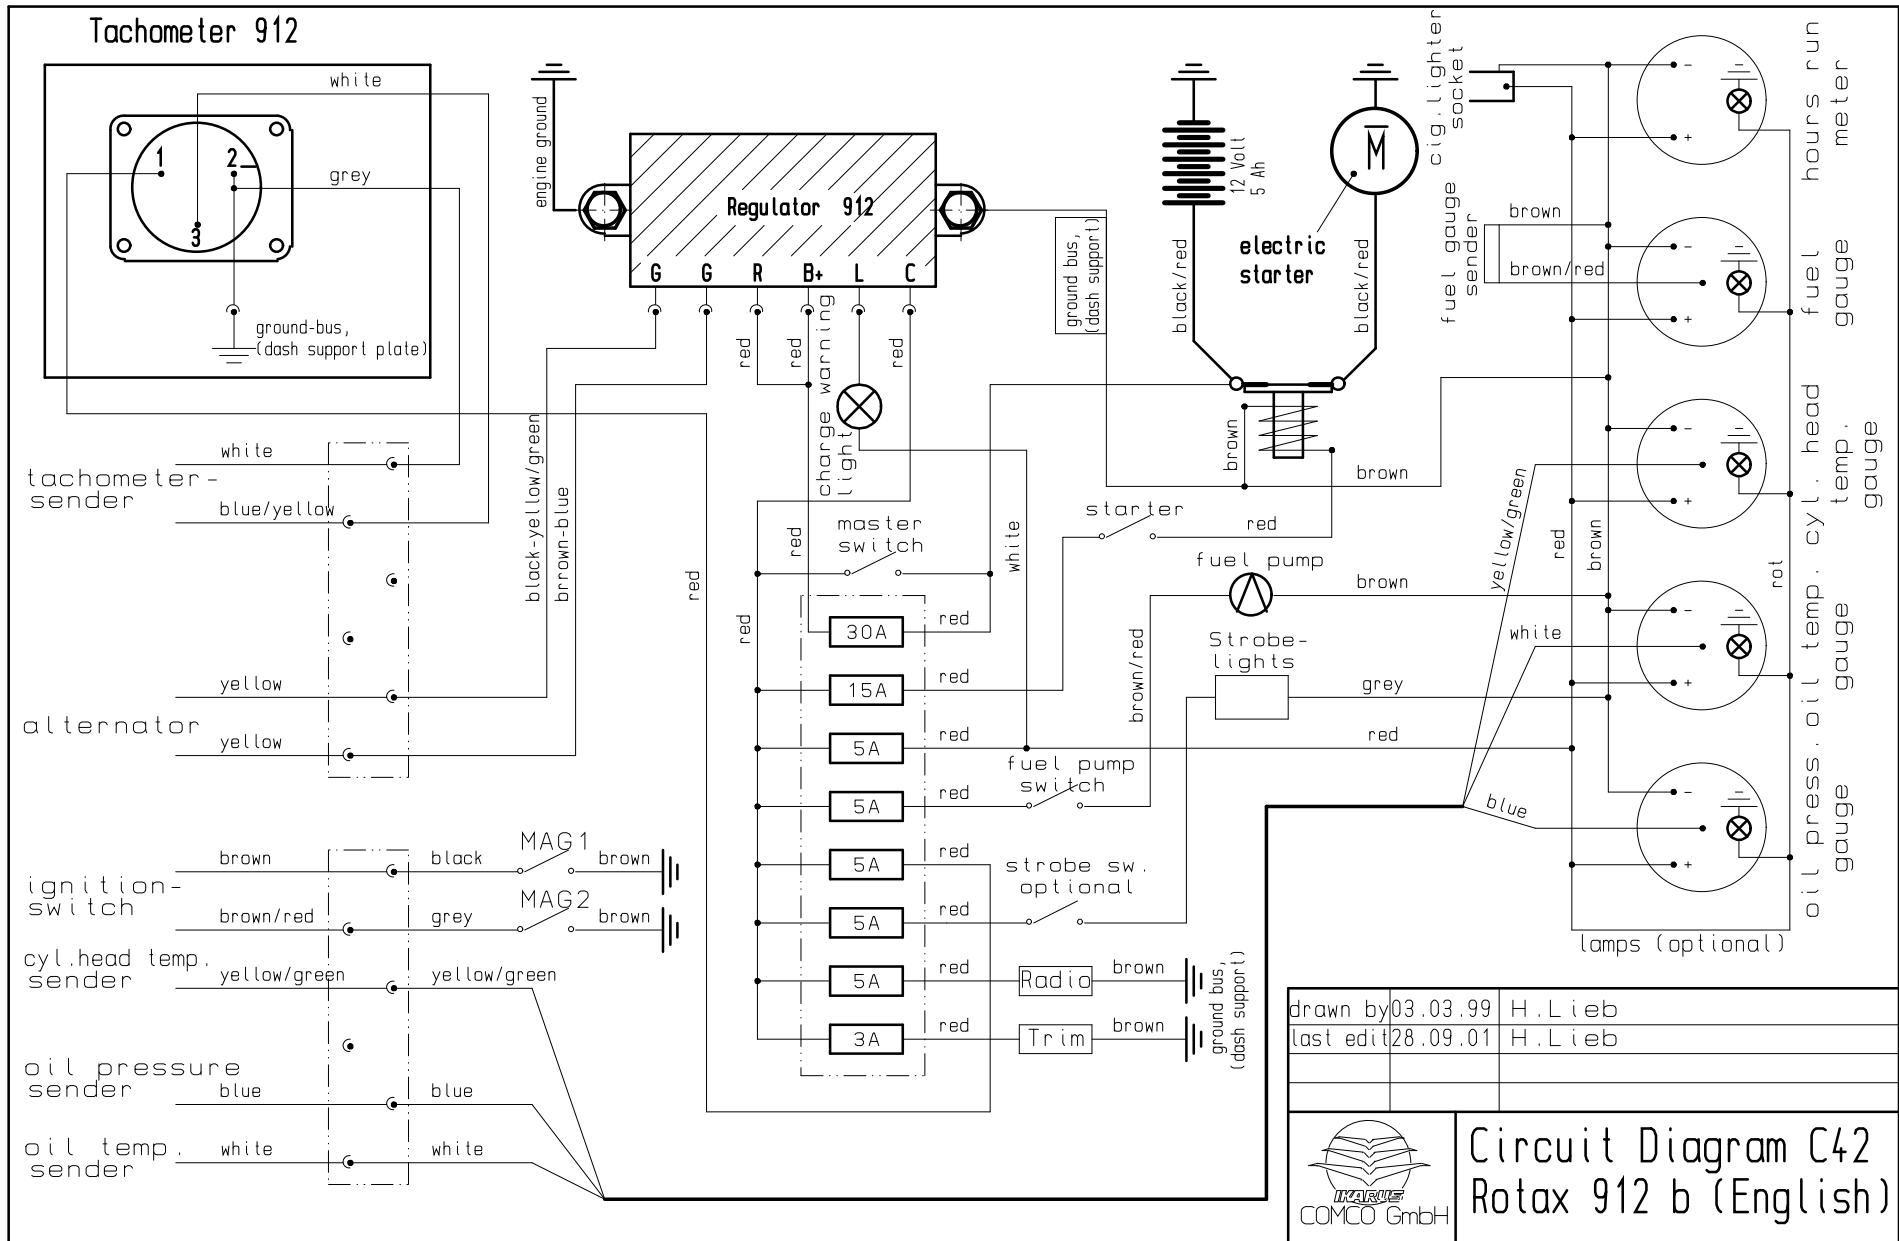 Tachometer 912
white
1
2
grey
3
ground-bus,
(dash support plate)
engine ground
Regulator 912
G G R B+ L C
red
red
charge warning
light
red
ground bus,
(dash support)
12 Volt
5 Ah
black/red
electric
starter
M
black/red
cig.lighter
socket
fuel gauge
sender
brown
brown/red
hours run
meter
fuel
gauge
cyl. head
temp.
gauge
oil temp.
gauge
oil press.
gauge
- +
- +
- +
- +
- +
tachometer-
sender
white
blue/yellow
alternator
yellow
yellow
black-yellow/green
brrown-blue
red
red
red
master
switch
white
brown
brown
starter
red
fuel pump
brown
Strobe-
lights
brown/red
grey
red
yellow/green
white
blue
red
brown
rot
30A red
15A red
5A red
fuel pump
switch
5A red
5A red
strobe sw.
optional
5A red
5A red Radio brown
3A red Trim brown
ground bus,
(dash support)
ignition-
switch
brown black MAG1 brown
brown/red grey MAG2 brown
cyl.head temp.
sender
yellow/green yellow/green
oil pressure
sender
blue blue
oil temp.
sender
white white
lamps (optional)
drawn by 03.03.99 H.Lieb
last edit 28.09.01 H.Lieb
IKARUS
COMCO GmbH
Circuit Diagram C42
Rotax 912 b (English)